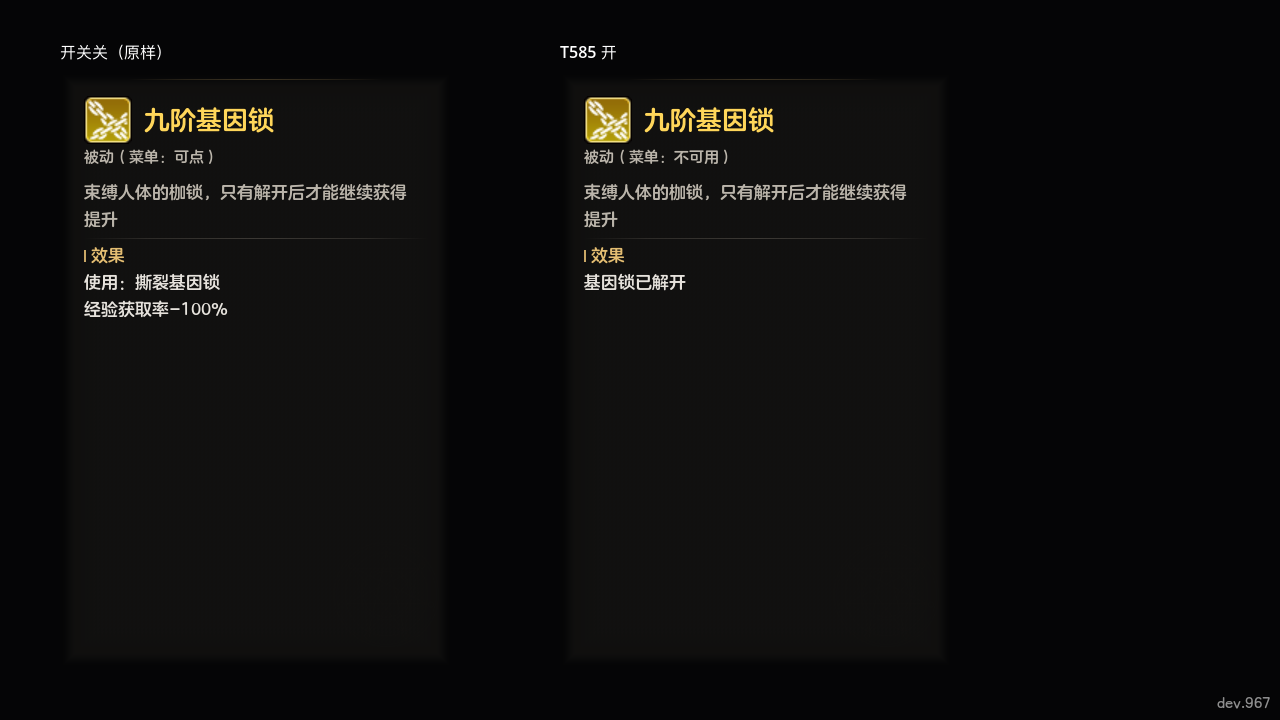 开关关（原样）
九阶基因锁
被动（菜单：可点）
束缚人体的枷锁，只有解开后才能继续获得
提升
效果
使用：撕裂基因锁
经验获取率-100%
T585 开
九阶基因锁
被动（菜单：不可用）
束缚人体的枷锁，只有解开后才能继续获得
提升
效果
基因锁已解开
dev.967